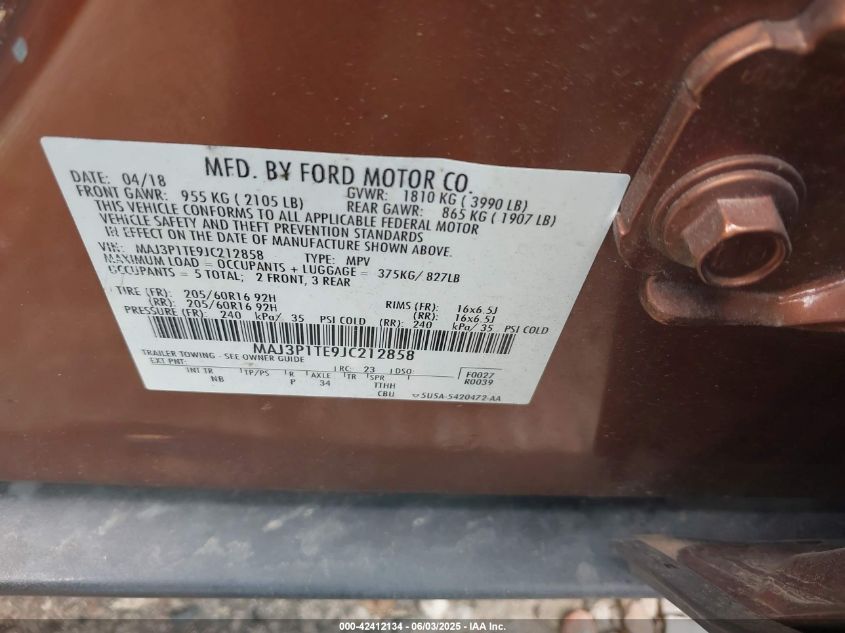 MFD. BY FORD MOTOR CO.
DATE: 04/18 GVWR: 1810 KG ( 3990 LB)
FRONT GAWR: 955 KG ( 2105 LB) REAR GAWR: 865 KG ( 1907 LB)
THIS VEHICLE CONFORMS TO ALL APPLICABLE FEDERAL MOTOR
VEHICLE SAFETY AND THEFT PREVENTION STANDARDS
IN EFFECT ON THE DATE OF MANUFACTURE SHOWN ABOVE.
VIN: MAJ3P1TE9JC212858 TYPE: MPV
MAXIMUM LOAD = OCCUPANTS + LUGGAGE = 375KG/ 827LB
OCCUPANTS = 5 TOTAL; 2 FRONT, 3 REAR
TIRE (FR): 205/60R16 92H RIMS (FR): 16x6.5J
(RR): 205/60R16 92H (RR): 16x6.5J
PRESSURE (FR): 240 kPa/ 35 PSI COLD (RR): 240 kPa/ 35 PSI COLD
MAJ3P1TE9JC212858
TRAILER TOWING - SEE OWNER GUIDE
EXT PNT: RC: 23 DSO: F0027
INT TR TP/PS R AXLE TR SPR R0039
NB P 34 TTHH
CBU 5U5A-5420472-AA
000-42412134 - 06/03/2025 - IAA Inc.